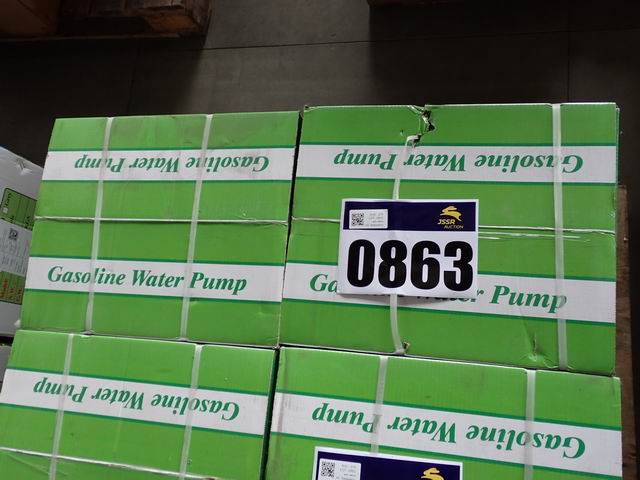 Gasoline Water Pump
Gasoline Water Pump
JSSR
AUCTION
0863
Gasoline Water Pump
Ga Water Pump
Gasoline Water Pump
Gasoline Water Pump